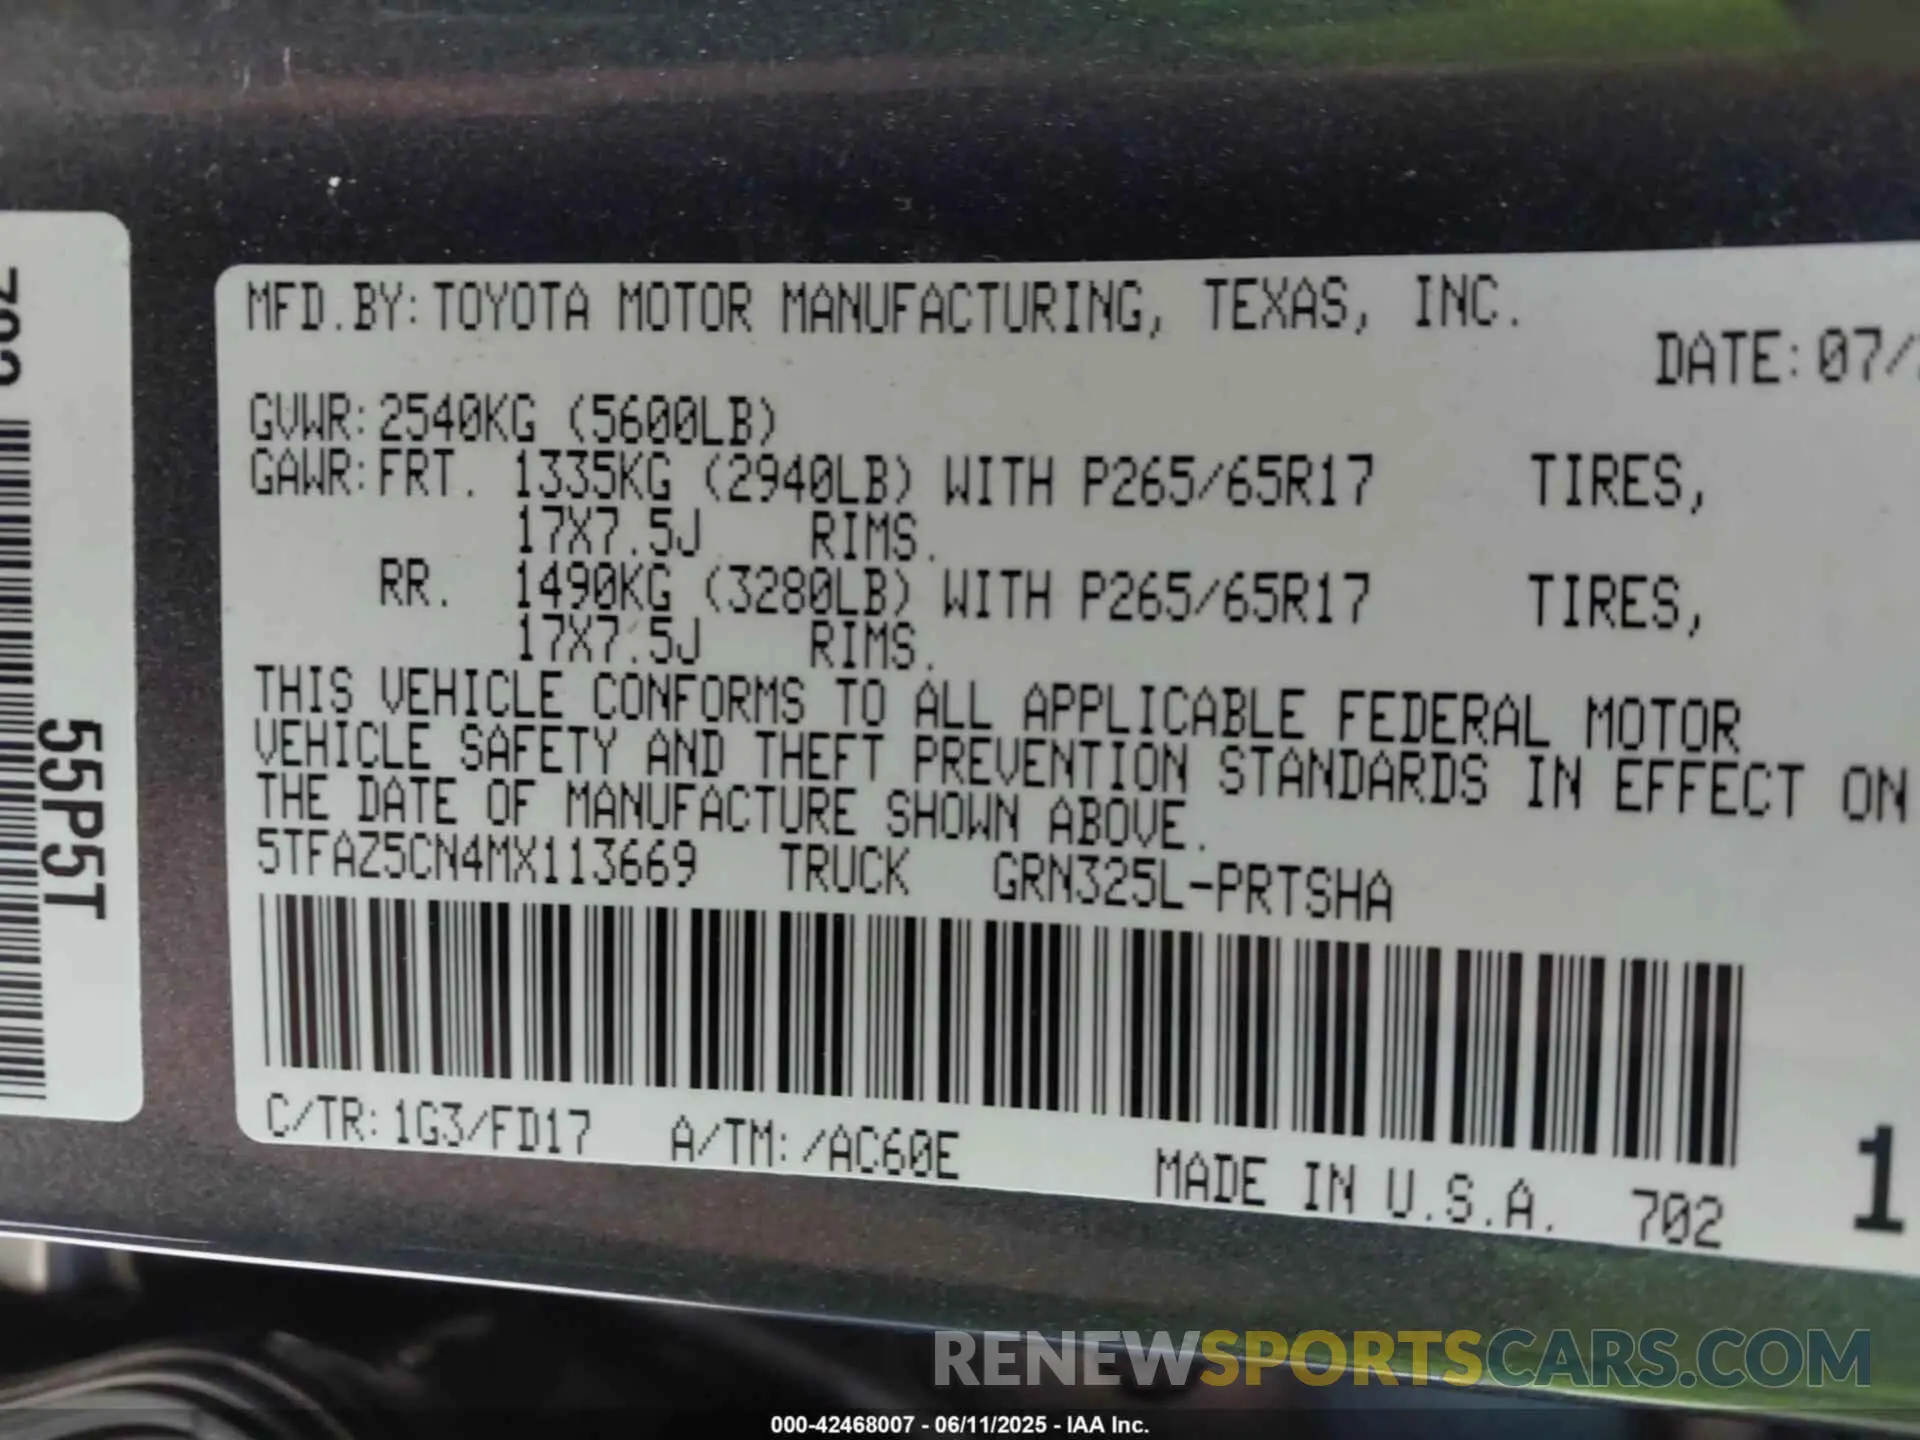 MFD.BY:TOYOTA MOTOR MANUFACTURING, TEXAS, INC.
DATE:07/
GVWR:2540KG (5600LB)
GAWR:FRT. 1335KG (2940LB) WITH P265/65R17 TIRES,
17X7.5J RIMS.
RR. 1490KG (3280LB) WITH P265/65R17 TIRES,
17X7.5J RIMS.
THIS VEHICLE CONFORMS TO ALL APPLICABLE FEDERAL MOTOR
VEHICLE SAFETY AND THEFT PREVENTION STANDARDS IN EFFECT ON
THE DATE OF MANUFACTURE SHOWN ABOVE.
5TFAZ5CN4MX113669 TRUCK GRN325L-PRTSHA
C/TR:1G3/FD17 A/TM:/AC60E
MADE IN U.S.A. 702
1
55P5T
RENEWSPORTSCARS.COM
000-42468007 - 06/11/2025 - IAA Inc.